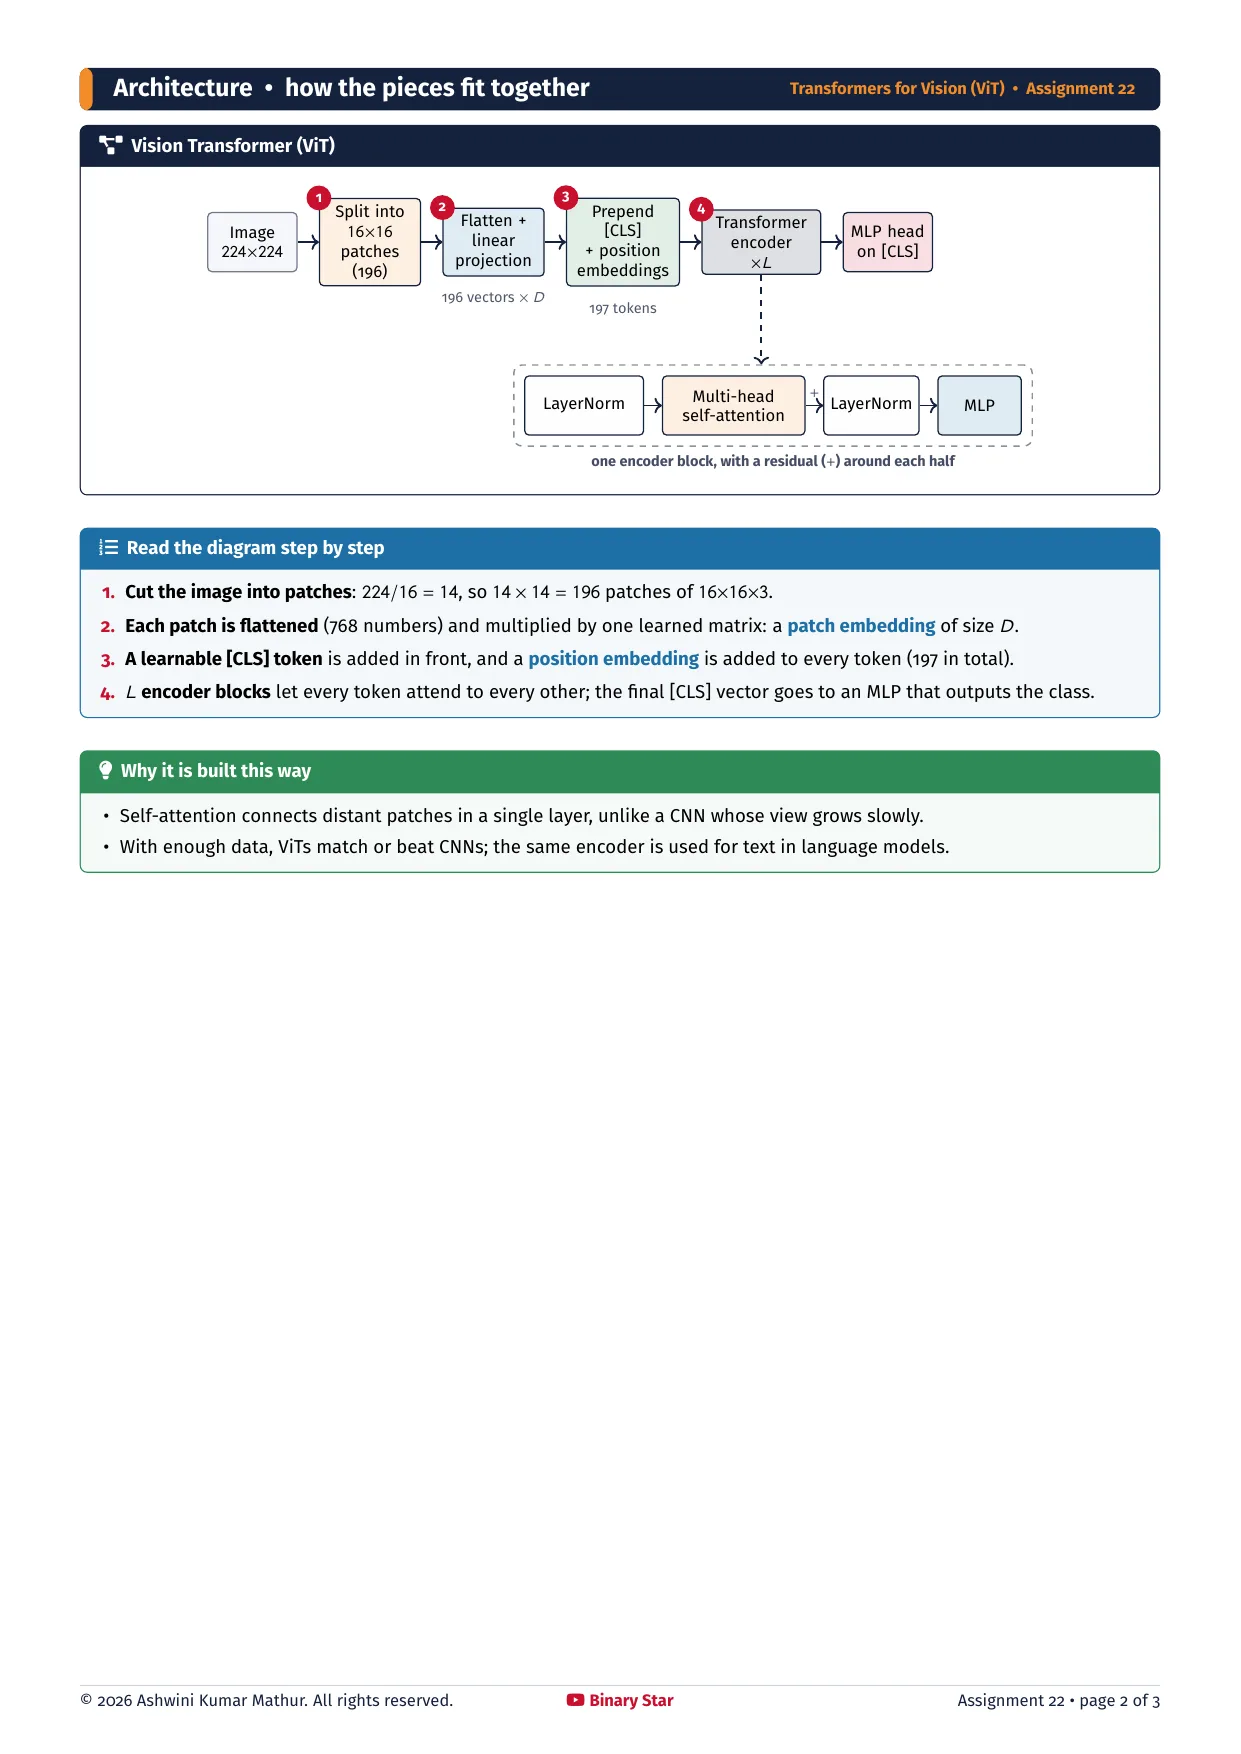 Architecture • how the pieces fit together
Transformers for Vision (ViT) • Assignment 22
Vision Transformer (ViT)
Image
224×224
1
Split into
16×16
patches
(196)
2
Flatten +
linear
projection
196 vectors × D
3
Prepend
[CLS]
+ position
embeddings
197 tokens
4
Transformer
encoder
×L
MLP head
on [CLS]
LayerNorm
Multi-head
self-attention
+
LayerNorm
MLP
one encoder block, with a residual (+) around each half
Read the diagram step by step
1. Cut the image into patches: 224/16 = 14, so 14 × 14 = 196 patches of 16×16×3.
2. Each patch is flattened (768 numbers) and multiplied by one learned matrix: a patch embedding of size D.
3. A learnable [CLS] token is added in front, and a position embedding is added to every token (197 in total).
4. L encoder blocks let every token attend to every other; the final [CLS] vector goes to an MLP that outputs the class.
Why it is built this way
• Self-attention connects distant patches in a single layer, unlike a CNN whose view grows slowly.
• With enough data, ViTs match or beat CNNs; the same encoder is used for text in language models.
© 2026 Ashwini Kumar Mathur. All rights reserved.
Binary Star
Assignment 22 • page 2 of 3